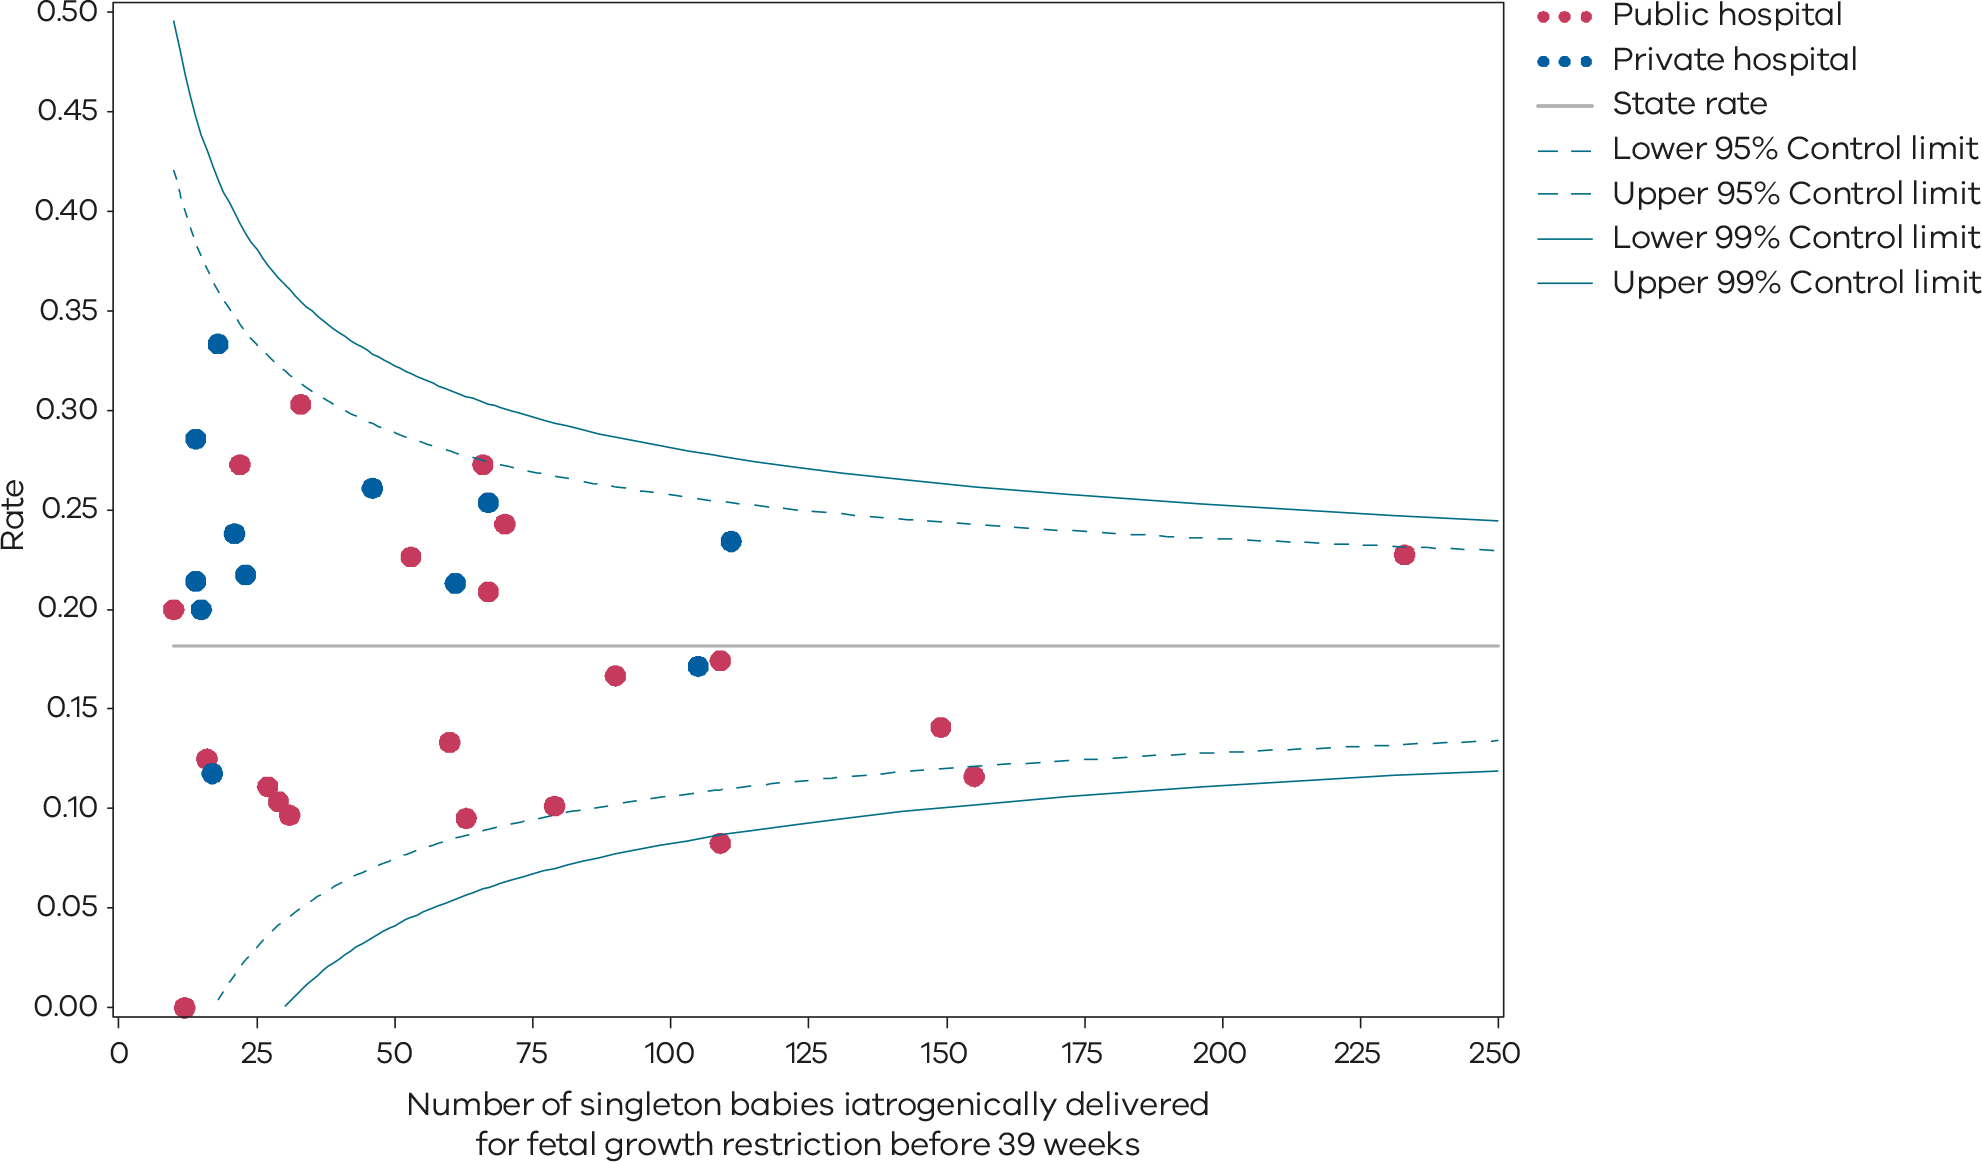 0.50
0.45
0.40
0.35
0.30
0.25
0.20
0.15
0.10
0.05
0.00
Rate
0 25 50 75 100 125 150 175 200 225 250
Number of singleton babies iatrogenically delivered
for fetal growth restriction before 39 weeks
Public hospital
Private hospital
State rate
Lower 95% Control limit
Upper 95% Control limit
Lower 99% Control limit
Upper 99% Control limit